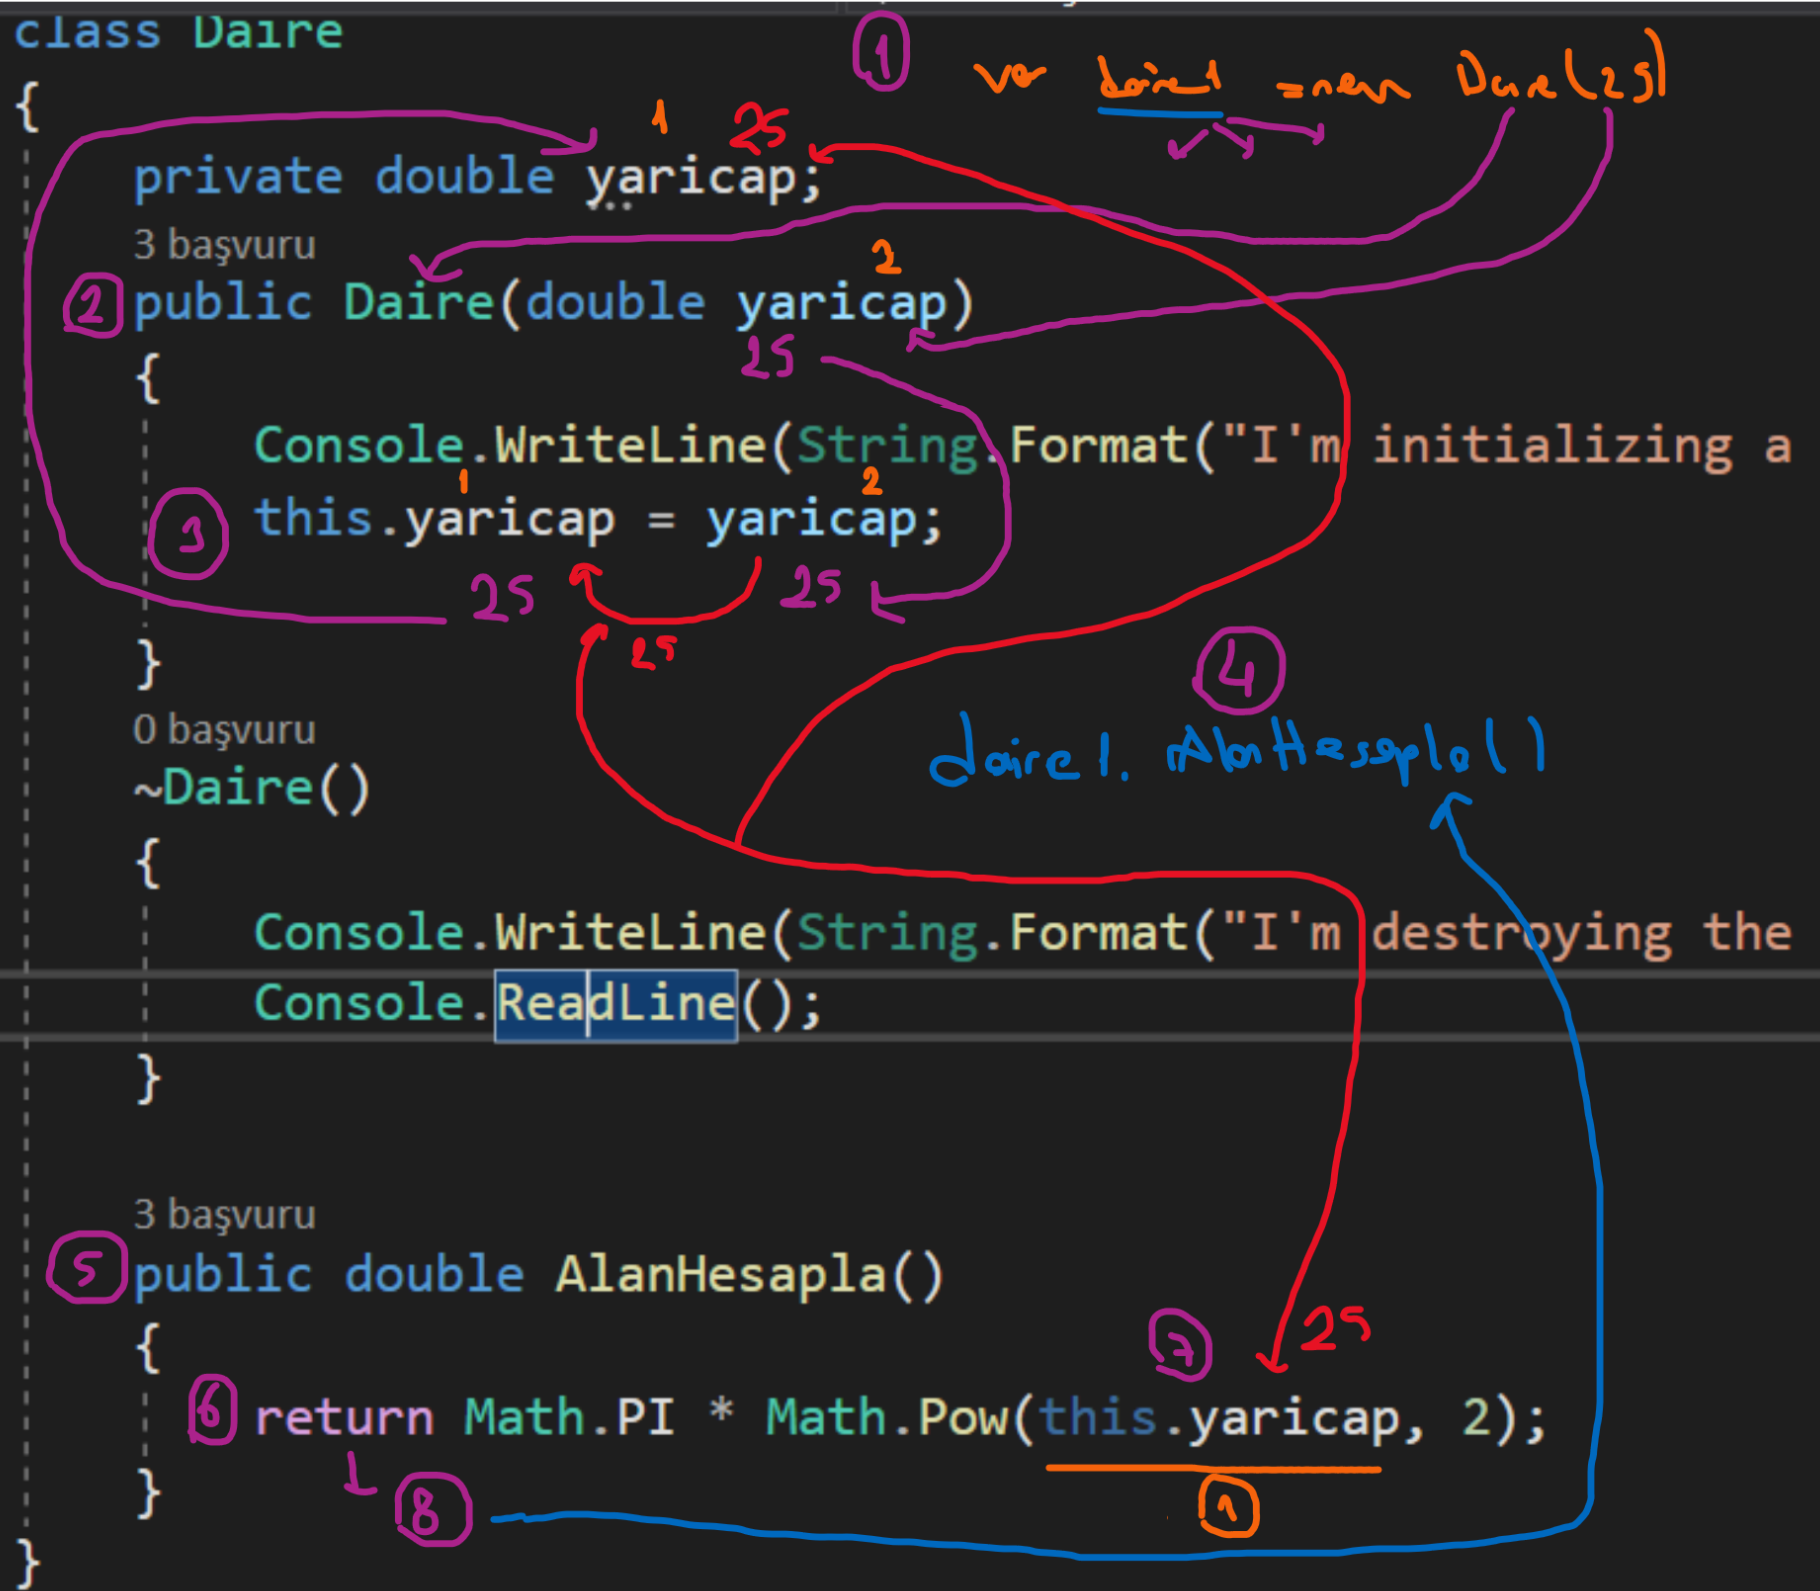 class Daire
1 var daire1 = new Daire(25)
{
1 25
private double yaricap;
3 başvuru
2
2 public Daire(double yaricap)
25
{
Console.WriteLine(String.Format("I'm initializing a
1 2
3 this.yaricap = yaricap;
25 25
25
}
4
0 başvuru
daire1.AlanHesapla()
~Daire()
{
Console.WriteLine(String.Format("I'm destroying the
Console.ReadLine();
}
3 başvuru
5 public double AlanHesapla()
{
7 25
6 return Math.PI * Math.Pow(this.yaricap, 2);
}
8 1
}